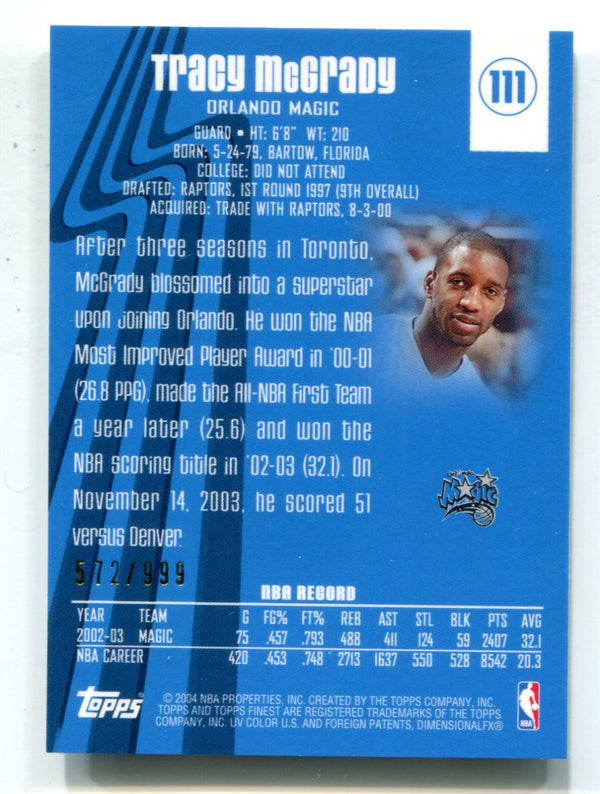 Tracy McGrady
111
ORLANDO MAGIC
GUARD • HT: 6'8" WT: 210
BORN: 5-24-79, BARTOW, FLORIDA
COLLEGE: DID NOT ATTEND
DRAFTED: RAPTORS, 1ST ROUND 1997 (9TH OVERALL)
ACQUIRED: TRADE WITH RAPTORS, 8-3-00
After three seasons in Toronto,
McGrady blossomed into a superstar
upon joining Orlando. He won the NBA
Most Improved Player Award in '00-01
(26.8 PPG), made the All-NBA First Team
a year later (25.6) and won the
NBA scoring title in '02-03 (32.1). On
November 14, 2003, he scored 51
versus Denver.
ORLANDO
Magic
572/999
NBA RECORD
YEAR TEAM G FG% FT% REB AST STL BLK PTS AVG
2002-03 MAGIC 75 .457 .793 488 411 124 59 2407 32.1
NBA CAREER 420 .453 .748 2713 1637 550 528 8542 20.3
topps®
© 2004 NBA PROPERTIES, INC. CREATED BY THE TOPPS COMPANY, INC.
TOPPS AND TOPPS FINEST ARE REGISTERED TRADEMARKS OF THE TOPPS
COMPANY, INC. UV COLOR U.S. AND FOREIGN PATENTS, DIMENSIONALFX®
NBA